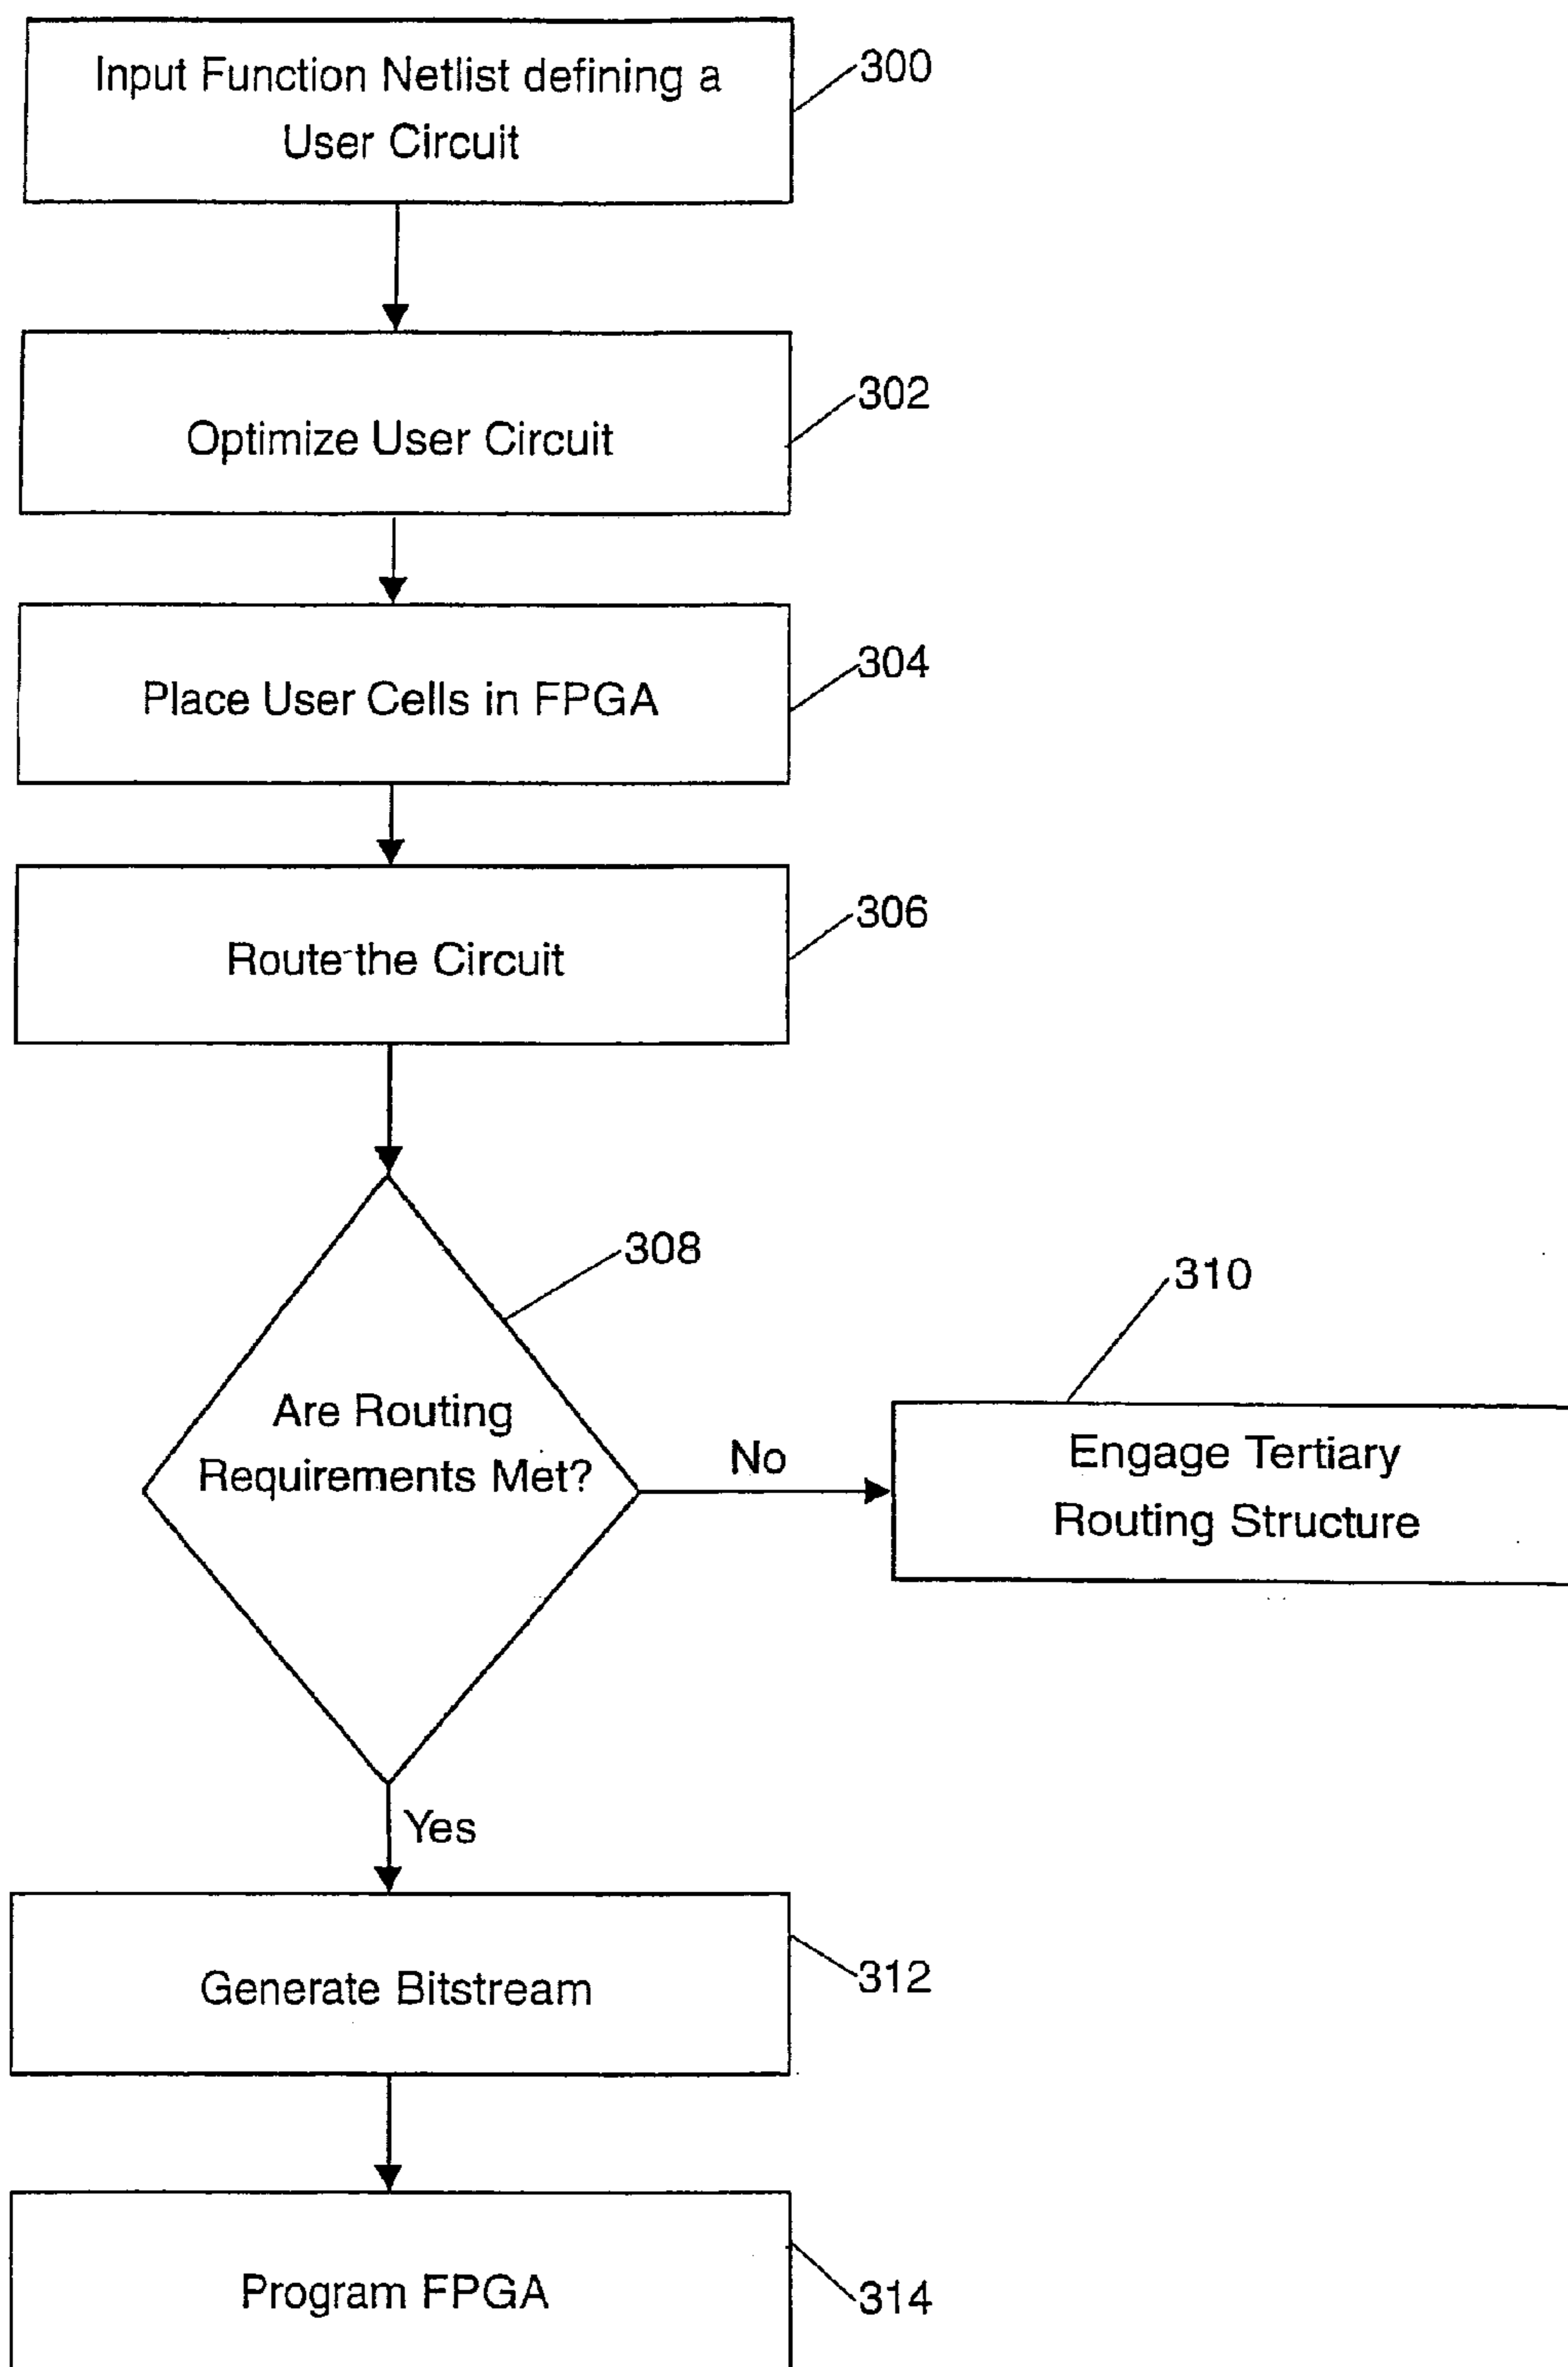 Input Function Netlist defining a
User Circuit
300
Optimize User Circuit
302
Place User Cells in FPGA
304
Route the Circuit
306
308
310
Are Routing
Requirements Met?
No
Engage Tertiary
Routing Structure
Yes
Generate Bitstream
312
Program FPGA
314